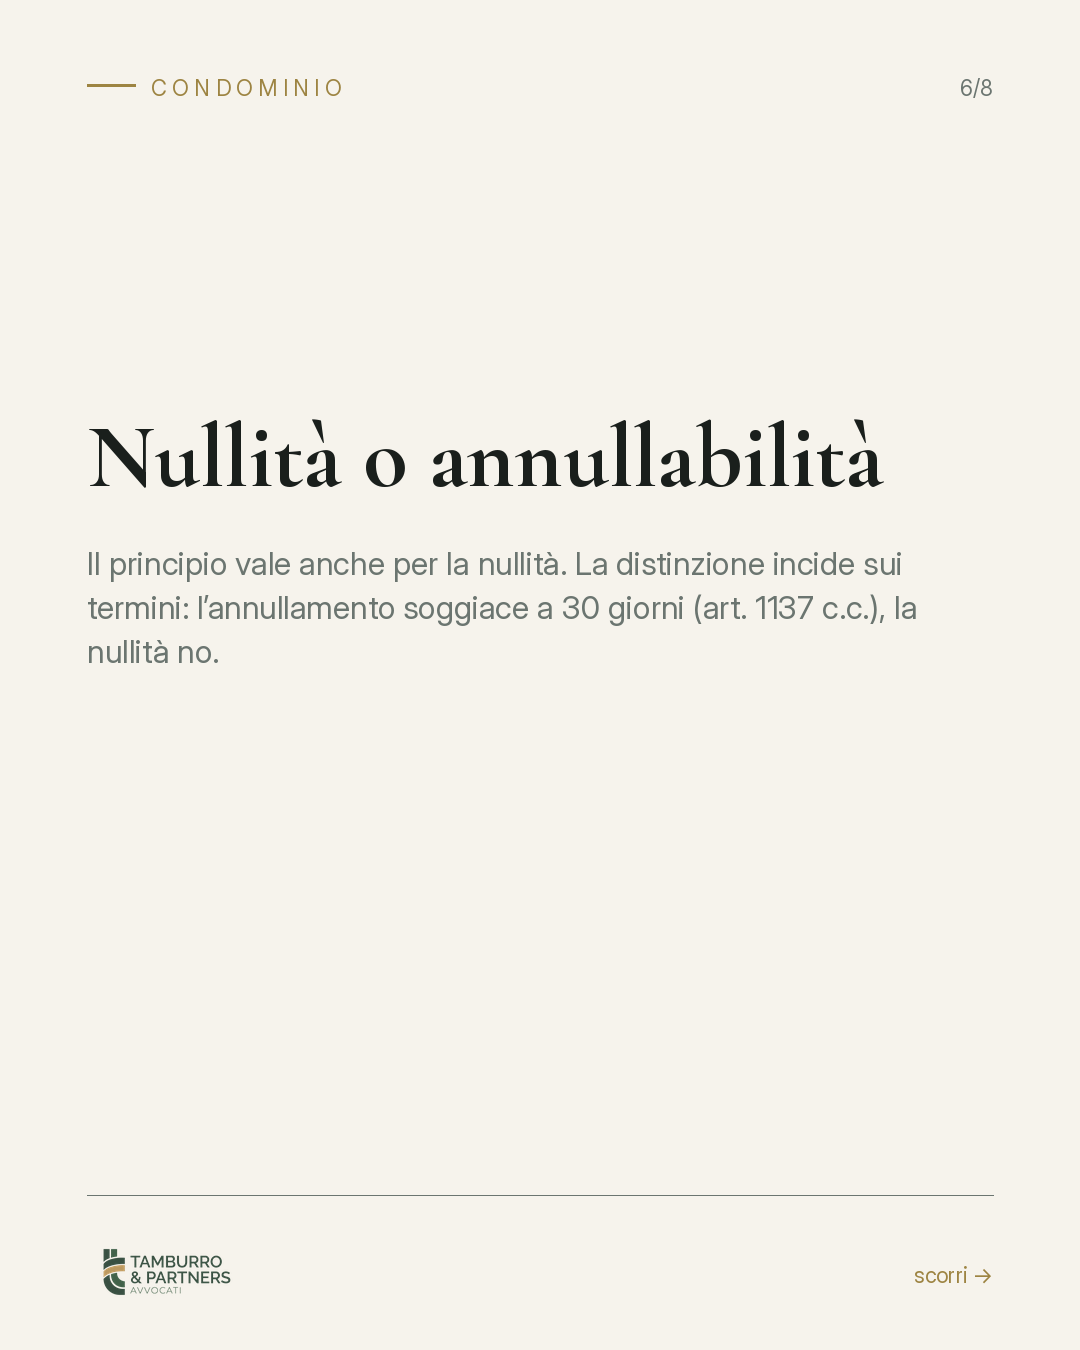 CONDOMINIO
6/8
Nullità o annullabilità
Il principio vale anche per la nullità. La distinzione incide sui
termini: l’annullamento soggiace a 30 giorni (art. 1137 c.c.), la
nullità no.
TAMBURRO
& PARTNERS
AVVOCATI
scorri →